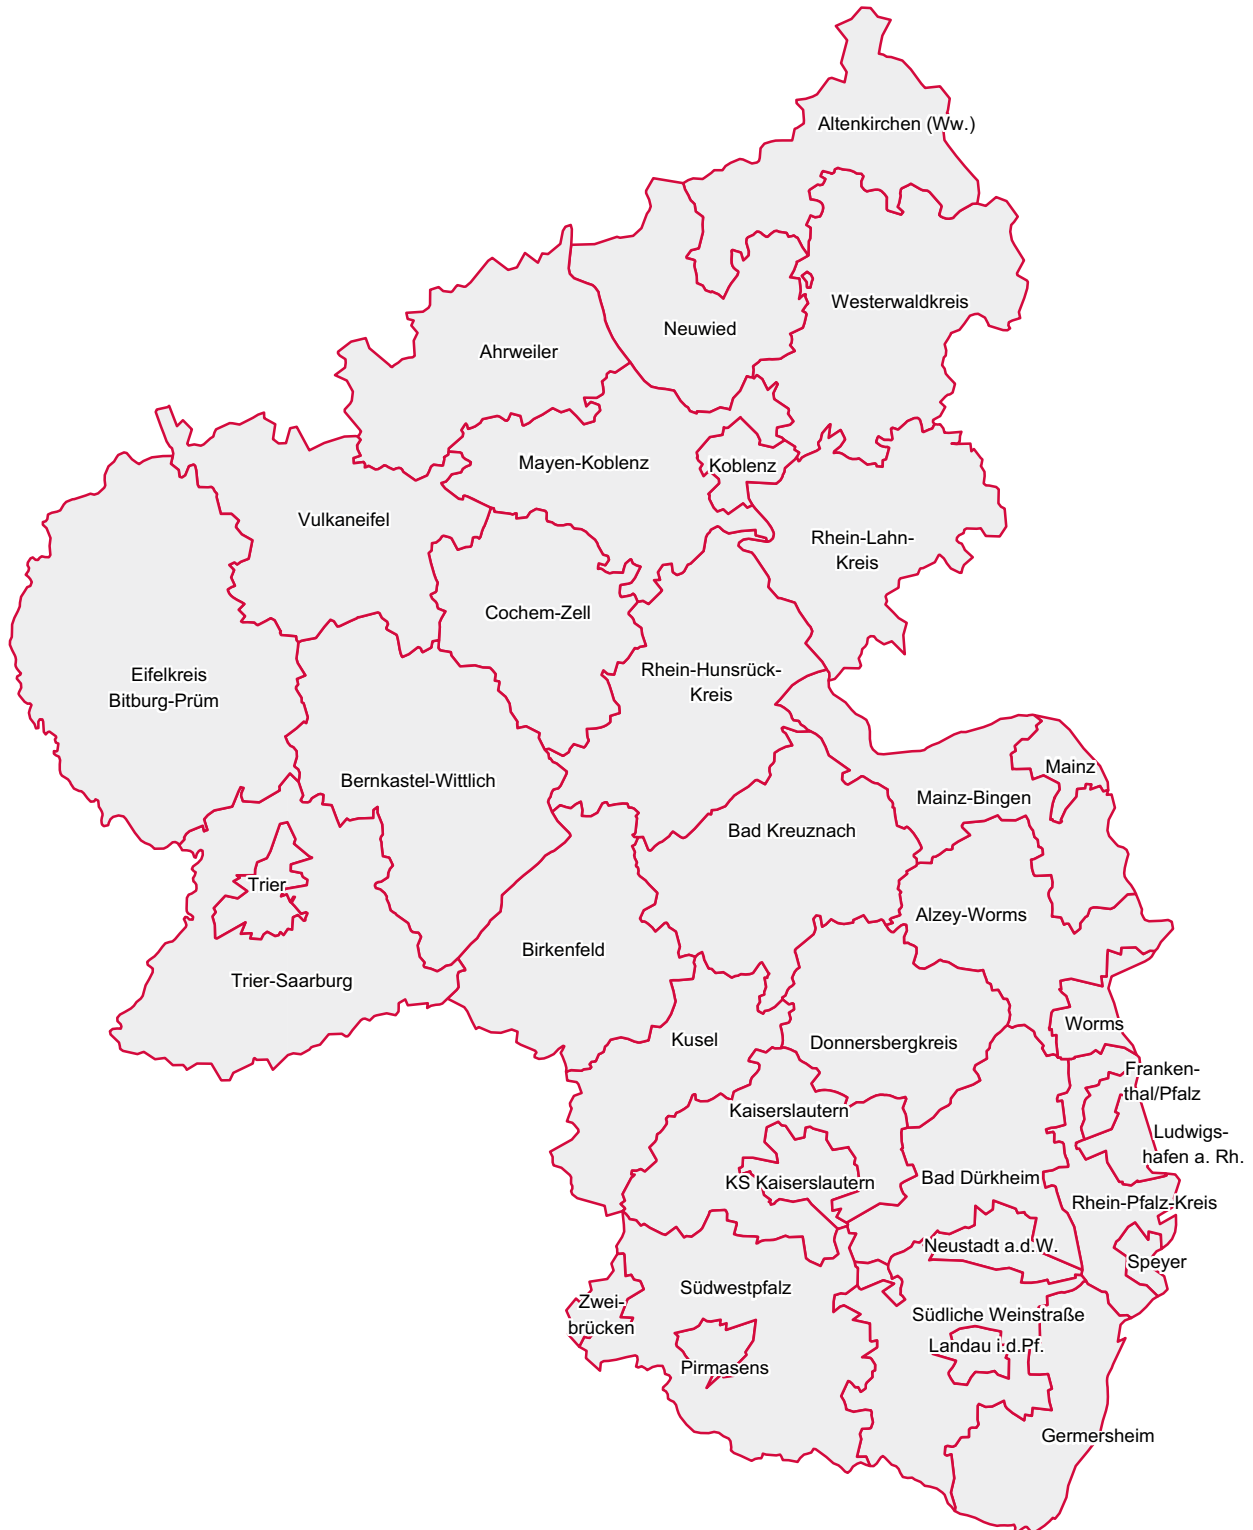 Altenkirchen (Ww.)
Westerwaldkreis
Neuwied
Ahrweiler
Mayen-Koblenz
Koblenz
Vulkaneifel
Rhein-Lahn-
Kreis
Cochem-Zell
Eifelkreis
Bitburg-Prüm
Rhein-Hunsrück-
Kreis
Mainz
Bernkastel-Wittlich
Mainz-Bingen
Bad Kreuznach
Trier
Alzey-Worms
Birkenfeld
Trier-Saarburg
Worms
Kusel
Donnersbergkreis
Franken-
thal/Pfalz
Kaiserslautern
Ludwigs-
hafen a. Rh.
Bad Dürkheim
KS Kaiserslautern
Rhein-Pfalz-Kreis
Neustadt a.d.W.
Speyer
Südwestpfalz
Zwei-
brücken
Südliche Weinstraße
Landau i.d.Pf.
Pirmasens
Germersheim